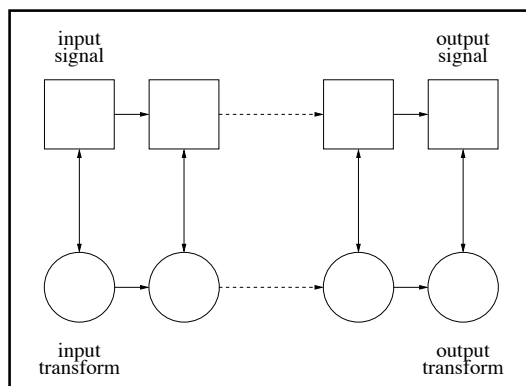 input
signal
output
signal
input
transform
output
transform